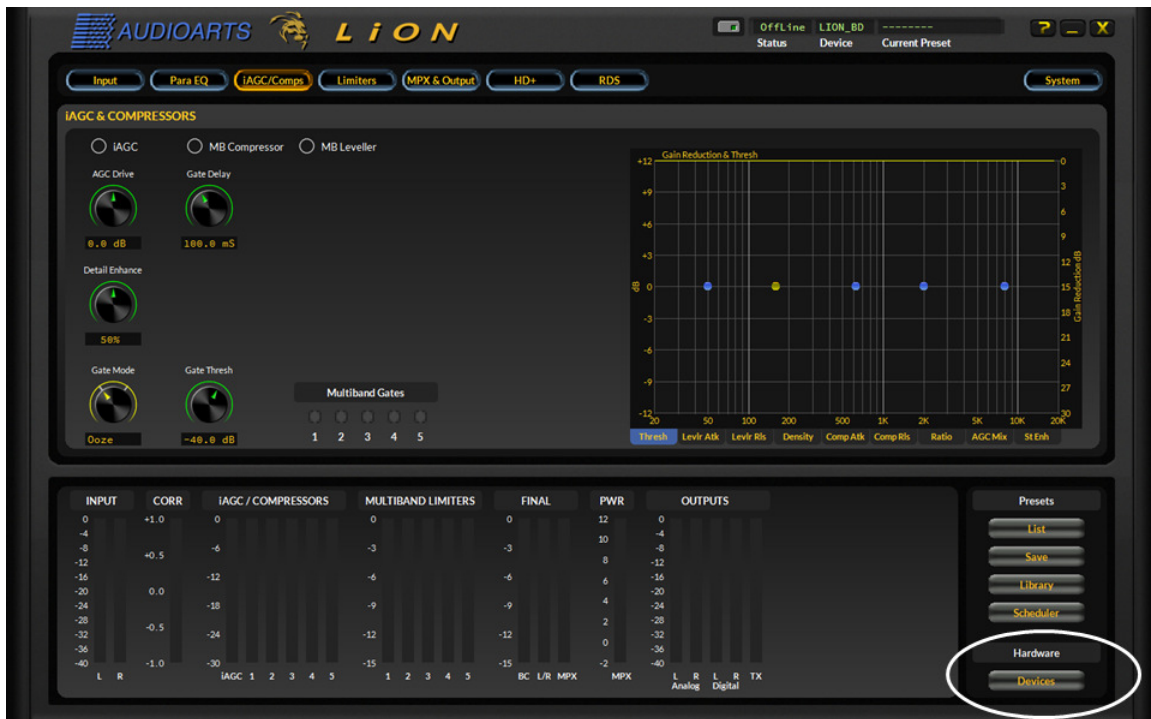 AUDIOARTS LiON
OffLine LION_BD --------
Status Device Current Preset
? _ X
Input Para EQ iAGC/Comps Limiters MPX & Output HD+ RDS System
iAGC & COMPRESSORS
iAGC MB Compressor MB Leveller
AGC Drive Gate Delay
0.0 dB 100.0 mS
Detail Enhance
50%
Gate Mode Gate Thresh
Ooze -40.0 dB
Multiband Gates
1 2 3 4 5
Gain Reduction & Thresh
+12 0
+9 3
+6 6
9
+3 12
dB 0 15
-3 18
21
-6 24
-9 27
-12 30
Gain Reduction dB
20 50 100 200 500 1K 2K 5K 10K 20K
Thresh Levlr Atk Levlr Rls Density Comp Atk Comp Rls Ratio AGC Mix St Enh
INPUT CORR iAGC / COMPRESSORS MULTIBAND LIMITERS FINAL PWR OUTPUTS
0 +1.0 0 0 0 12 0
-4 10 -4
-8 +0.5 -6 -3 -3 8 -8
-12 -12
-16 -12 -6 -6 6 -16
-20 0.0 -20
-24 -18 -9 -9 4 -24
-28 -0.5 2 -28
-32 -24 -12 -12 0 -32
-36 -36
-40 -1.0 -30 -15 -15 -2 -40
L R iAGC 1 2 3 4 5 1 2 3 4 5 BC L/R MPX MPX L R L R TX
Analog Digital
Presets
List
Save
Library
Scheduler
Hardware
Devices